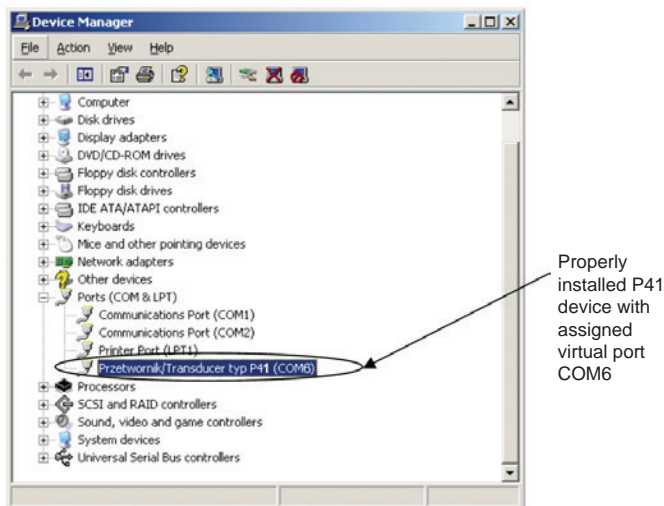 Device Manager
File Action View Help
Computer
Disk drives
Display adapters
DVD/CD-ROM drives
Floppy disk controllers
Floppy disk drives
IDE ATA/ATAPI controllers
Keyboards
Mice and other pointing devices
Network adapters
Other devices
Ports (COM & LPT)
Communications Port (COM1)
Communications Port (COM2)
Printer Port (LPT1)
Przetwornik/Transducer typ P41 (COM6)
Processors
SCSI and RAID controllers
Sound, video and game controllers
System devices
Universal Serial Bus controllers
Properly
installed P41
device with
assigned
virtual port
COM6